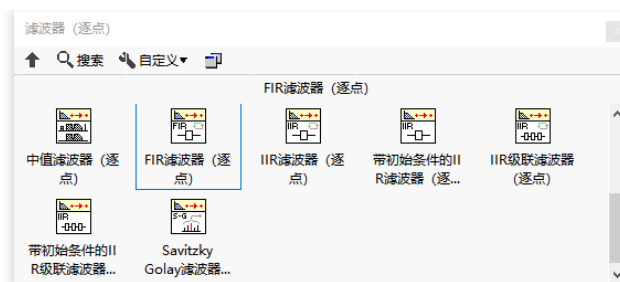 滤波器 (逐点)
搜索 自定义▾
FIR滤波器 (逐点)
中值滤波器 (逐点)
FIR滤波器 (逐点)
IIR滤波器 (逐点)
带初始条件的IIR滤波器 (逐...
IIR级联滤波器 (逐点)
带初始条件的IIR级联滤波器...
Savitzky Golay滤波器...